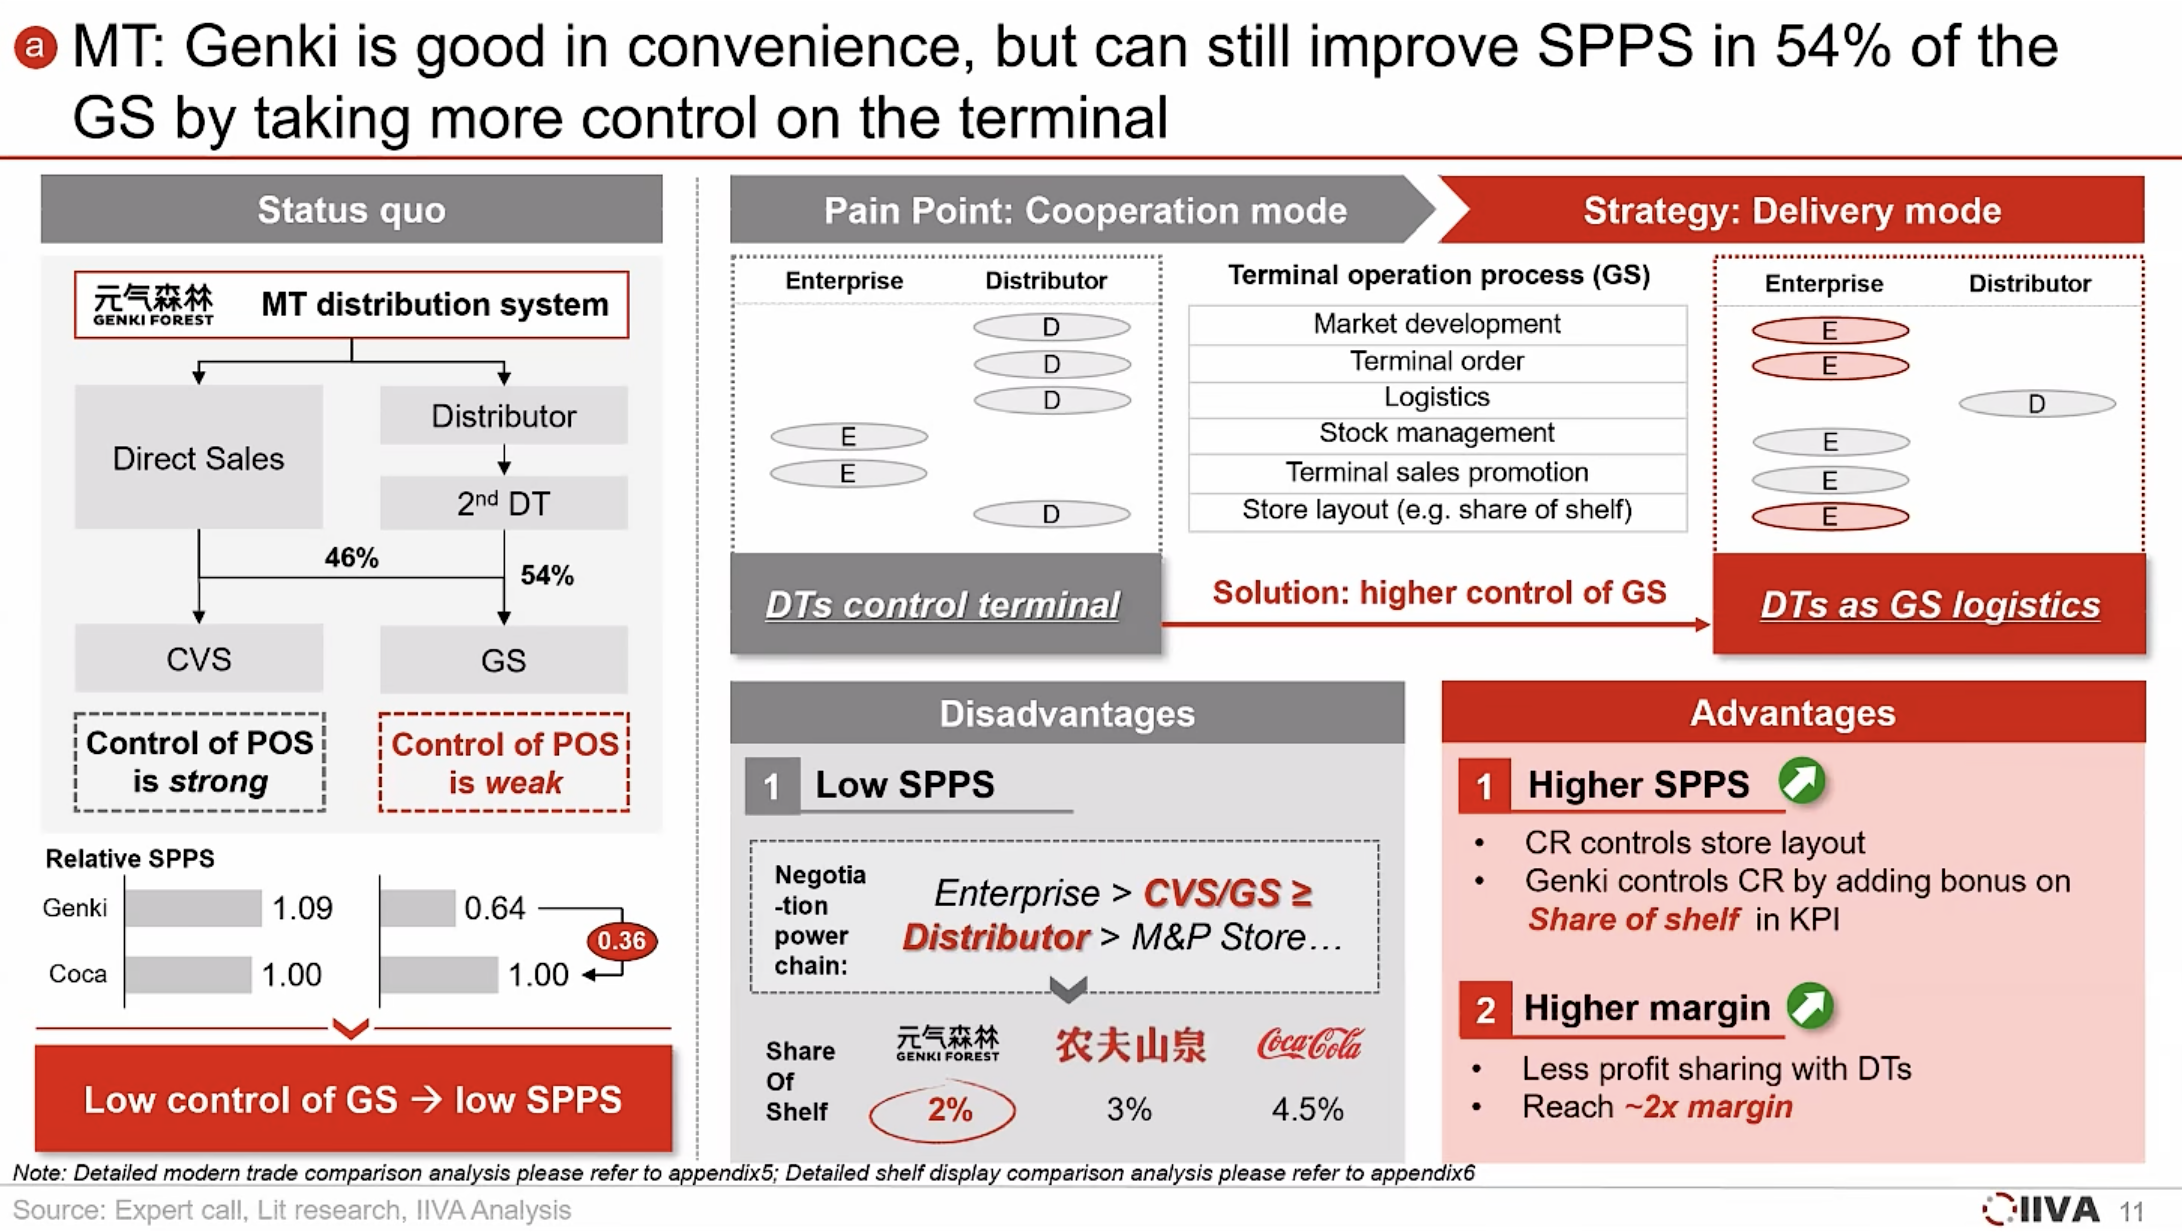 a MT: Genki is good in convenience, but can still improve SPPS in 54% of the
GS by taking more control on the terminal
Status quo
元气森林
GENKI FOREST
MT distribution system
Direct Sales
Distributor
2nd DT
46%
54%
CVS
GS
Control of POS
is strong
Control of POS
is weak
Relative SPPS
Genki 1.09 0.64
0.36
Coca 1.00 1.00
Low control of GS → low SPPS
Pain Point: Cooperation mode
Strategy: Delivery mode
Enterprise Distributor
D
D
D
E
E
D
DTs control terminal
Terminal operation process (GS)
Market development
Terminal order
Logistics
Stock management
Terminal sales promotion
Store layout (e.g. share of shelf)
Solution: higher control of GS
Enterprise Distributor
E
E
D
E
E
E
DTs as GS logistics
Disadvantages
1 Low SPPS
Negotia
-tion
power
chain:
Enterprise > CVS/GS ≥
Distributor > M&P Store…
Share
Of
Shelf
元气森林
GENKI FOREST
农夫山泉
Coca-Cola
2% 3% 4.5%
Advantages
1 Higher SPPS
• CR controls store layout
• Genki controls CR by adding bonus on
Share of shelf in KPI
2 Higher margin
• Less profit sharing with DTs
• Reach ~2x margin
Note: Detailed modern trade comparison analysis please refer to appendix5; Detailed shelf display comparison analysis please refer to appendix6
Source: Expert call, Lit research, IIVA Analysis
IIVA 11